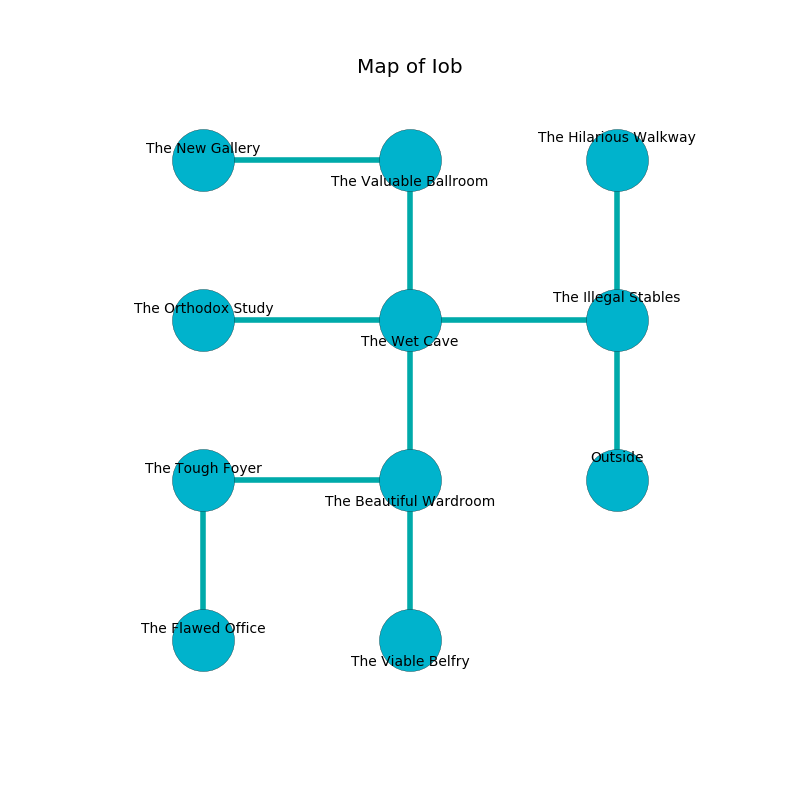 Map of Iob
The Hilarious Walkway
The New Gallery
The Valuable Ballroom
The Illegal Stables
The Orthodox Study
The Wet Cave
Outside
The Tough Foyer
The Beautiful Wardroom
The Flawed Office
The Viable Belfry